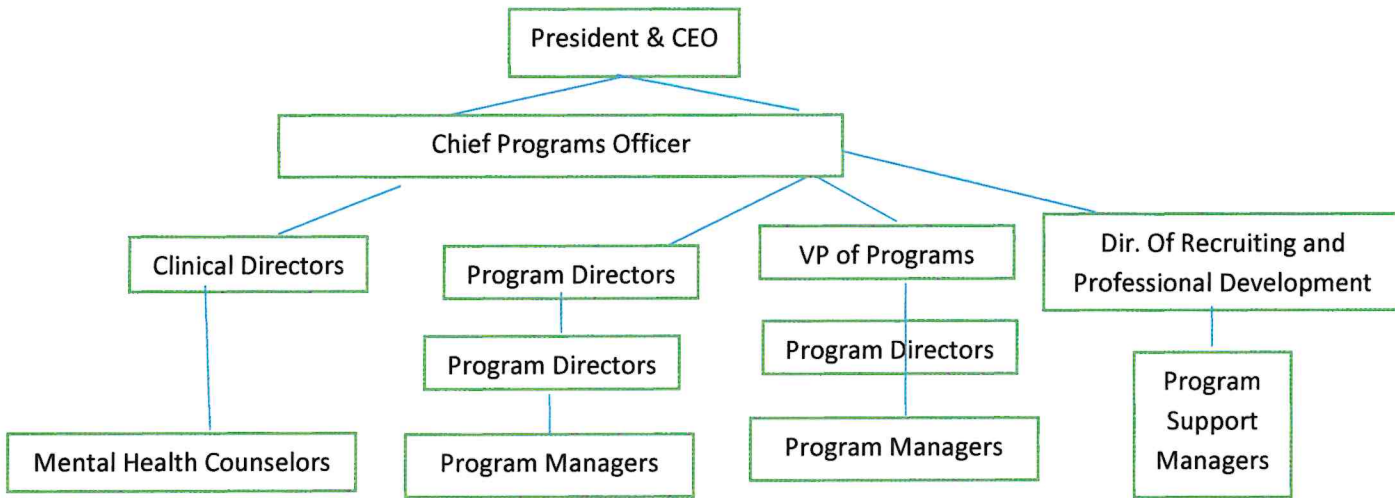 President & CEO
Chief Programs Officer
Clinical Directors
Program Directors
VP of Programs
Dir. Of Recruiting and
Professional Development
Program Directors
Program Directors
Program
Support
Managers
Mental Health Counselors
Program Managers
Program Managers